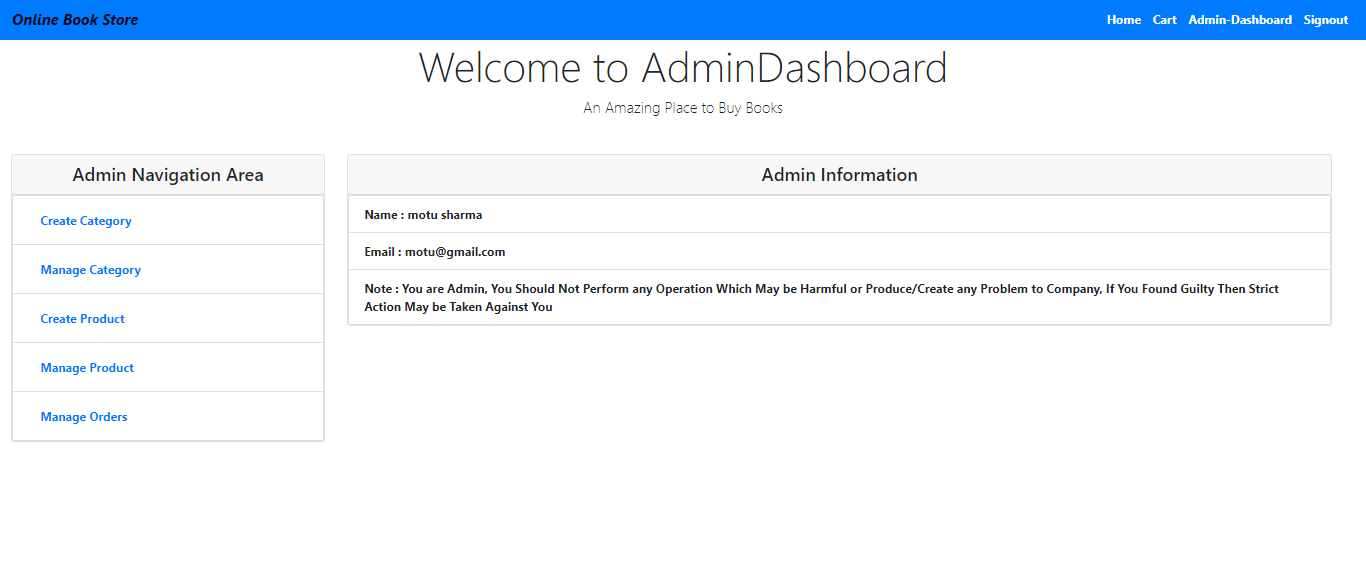 Online Book Store
Home Cart Admin-Dashboard Signout
Welcome to AdminDashboard
An Amazing Place to Buy Books
Admin Navigation Area
Create Category
Manage Category
Create Product
Manage Product
Manage Orders
Admin Information
Name : motu sharma
Email : motu@gmail.com
Note : You are Admin, You Should Not Perform any Operation Which May be Harmful or Produce/Create any Problem to Company, If You Found Guilty Then Strict
Action May be Taken Against You